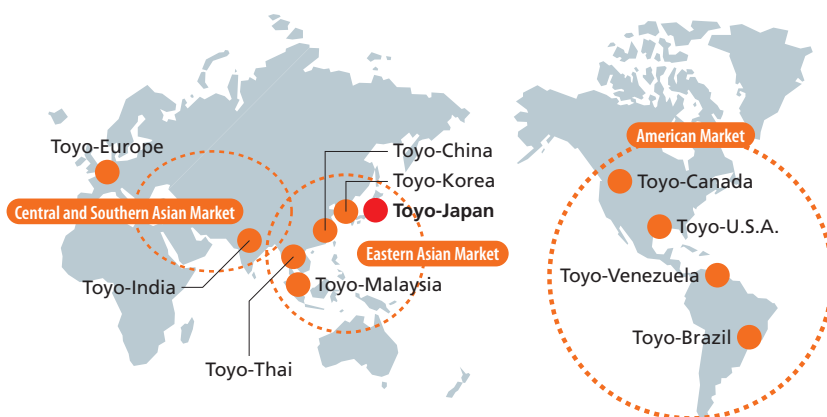 American Market
Toyo-Europe
Toyo-China
Toyo-Korea
Toyo-Canada
Central and Southern Asian Market
Toyo-Japan
Toyo-U.S.A.
Eastern Asian Market
Toyo-India
Toyo-Malaysia
Toyo-Venezuela
Toyo-Brazil
Toyo-Thai